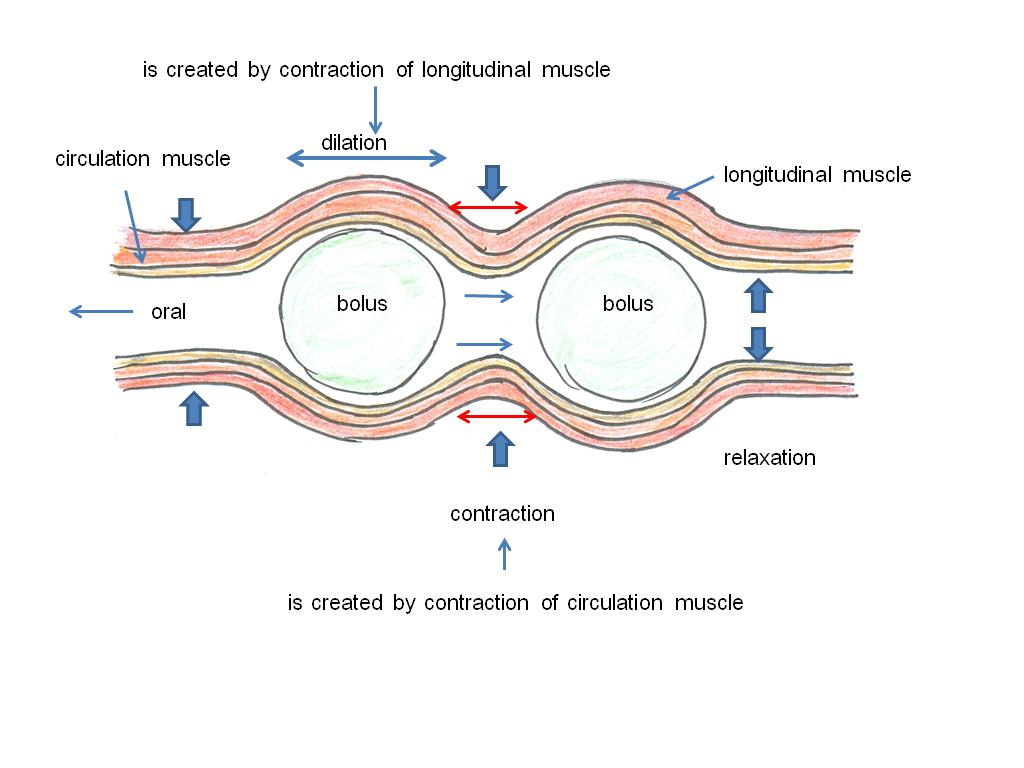 is created by contraction of longitudinal muscle
dilation
circulation muscle
longitudinal muscle
oral
bolus
bolus
relaxation
contraction
is created by contraction of circulation muscle